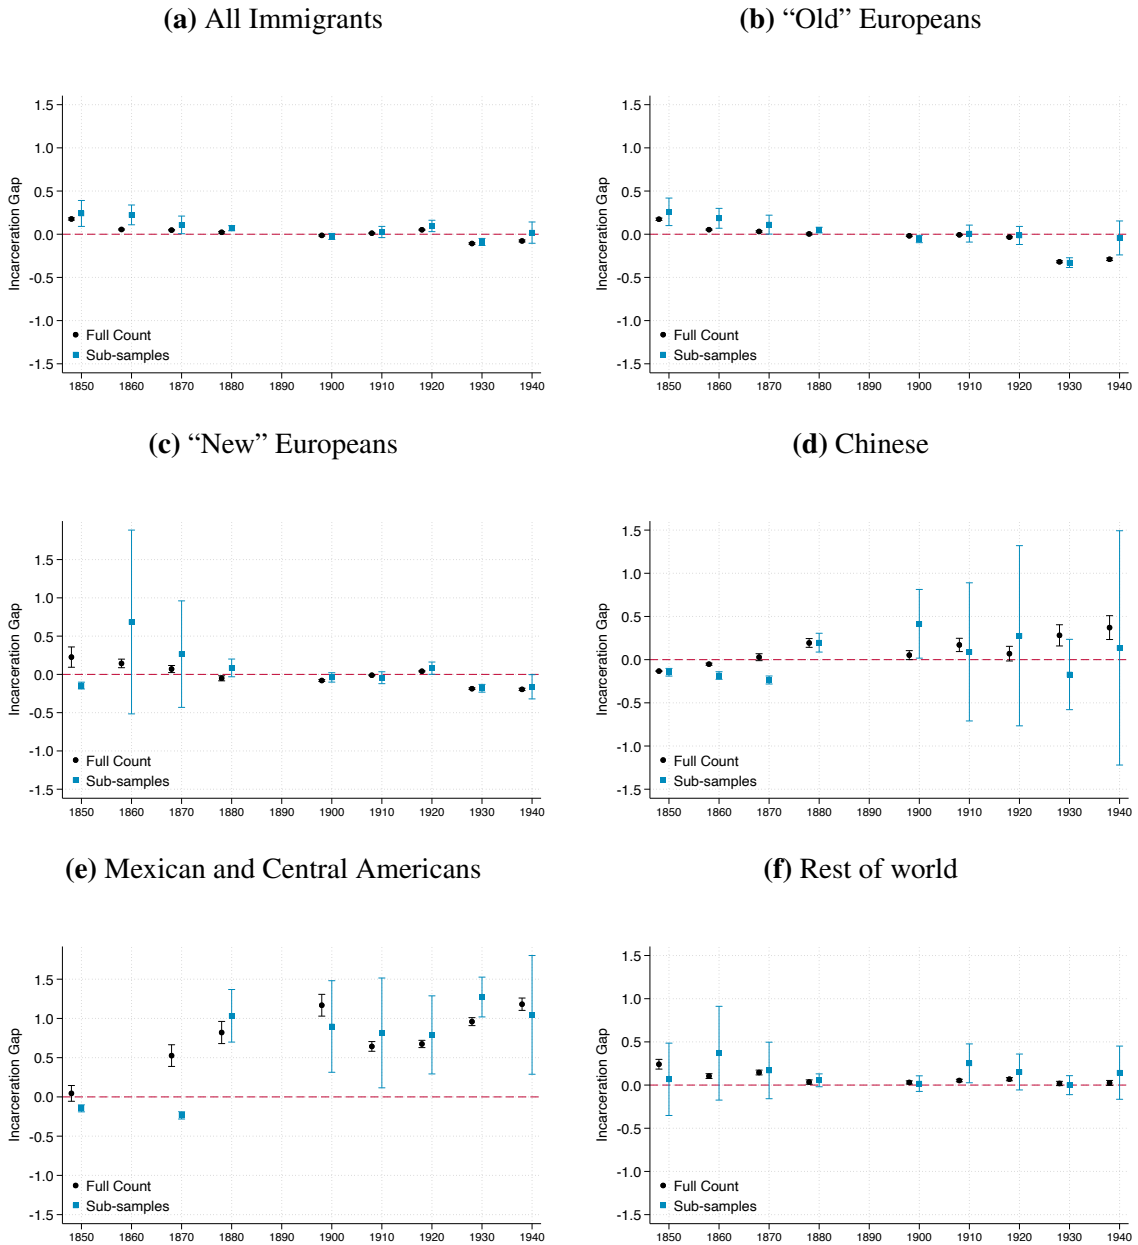 (a) All Immigrants
1.5
1.0
0.5
0.0
-0.5
-1.0
-1.5
Incarceration Gap
Full Count
Sub-samples
1850 1860 1870 1880 1890 1900 1910 1920 1930 1940
(b) “Old” Europeans
1.5
1.0
0.5
0.0
-0.5
-1.0
-1.5
Incarceration Gap
Full Count
Sub-samples
1850 1860 1870 1880 1890 1900 1910 1920 1930 1940
(c) “New” Europeans
1.5
1.0
0.5
0.0
-0.5
-1.0
-1.5
Incarceration Gap
Full Count
Sub-samples
1850 1860 1870 1880 1890 1900 1910 1920 1930 1940
(d) Chinese
1.5
1.0
0.5
0.0
-0.5
-1.0
-1.5
Incarceration Gap
Full Count
Sub-samples
1850 1860 1870 1880 1890 1900 1910 1920 1930 1940
(e) Mexican and Central Americans
1.5
1.0
0.5
0.0
-0.5
-1.0
-1.5
Incarceration Gap
Full Count
Sub-samples
1850 1860 1870 1880 1890 1900 1910 1920 1930 1940
(f) Rest of world
1.5
1.0
0.5
0.0
-0.5
-1.0
-1.5
Incarceration Gap
Full Count
Sub-samples
1850 1860 1870 1880 1890 1900 1910 1920 1930 1940